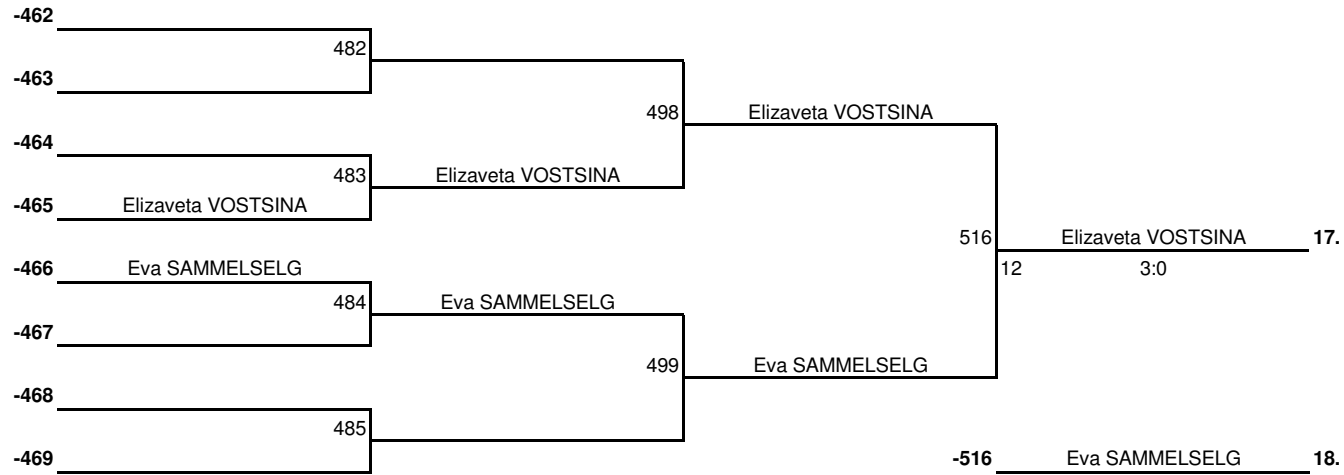 -462
482
-463
498 Elizaveta VOSTSINA
-464
483 Elizaveta VOSTSINA
-465 Elizaveta VOSTSINA
516 Elizaveta VOSTSINA 17.
-466 Eva SAMMELSELG
12 3:0
484 Eva SAMMELSELG
-467
499 Eva SAMMELSELG
-468
485
-469
-516 Eva SAMMELSELG 18.